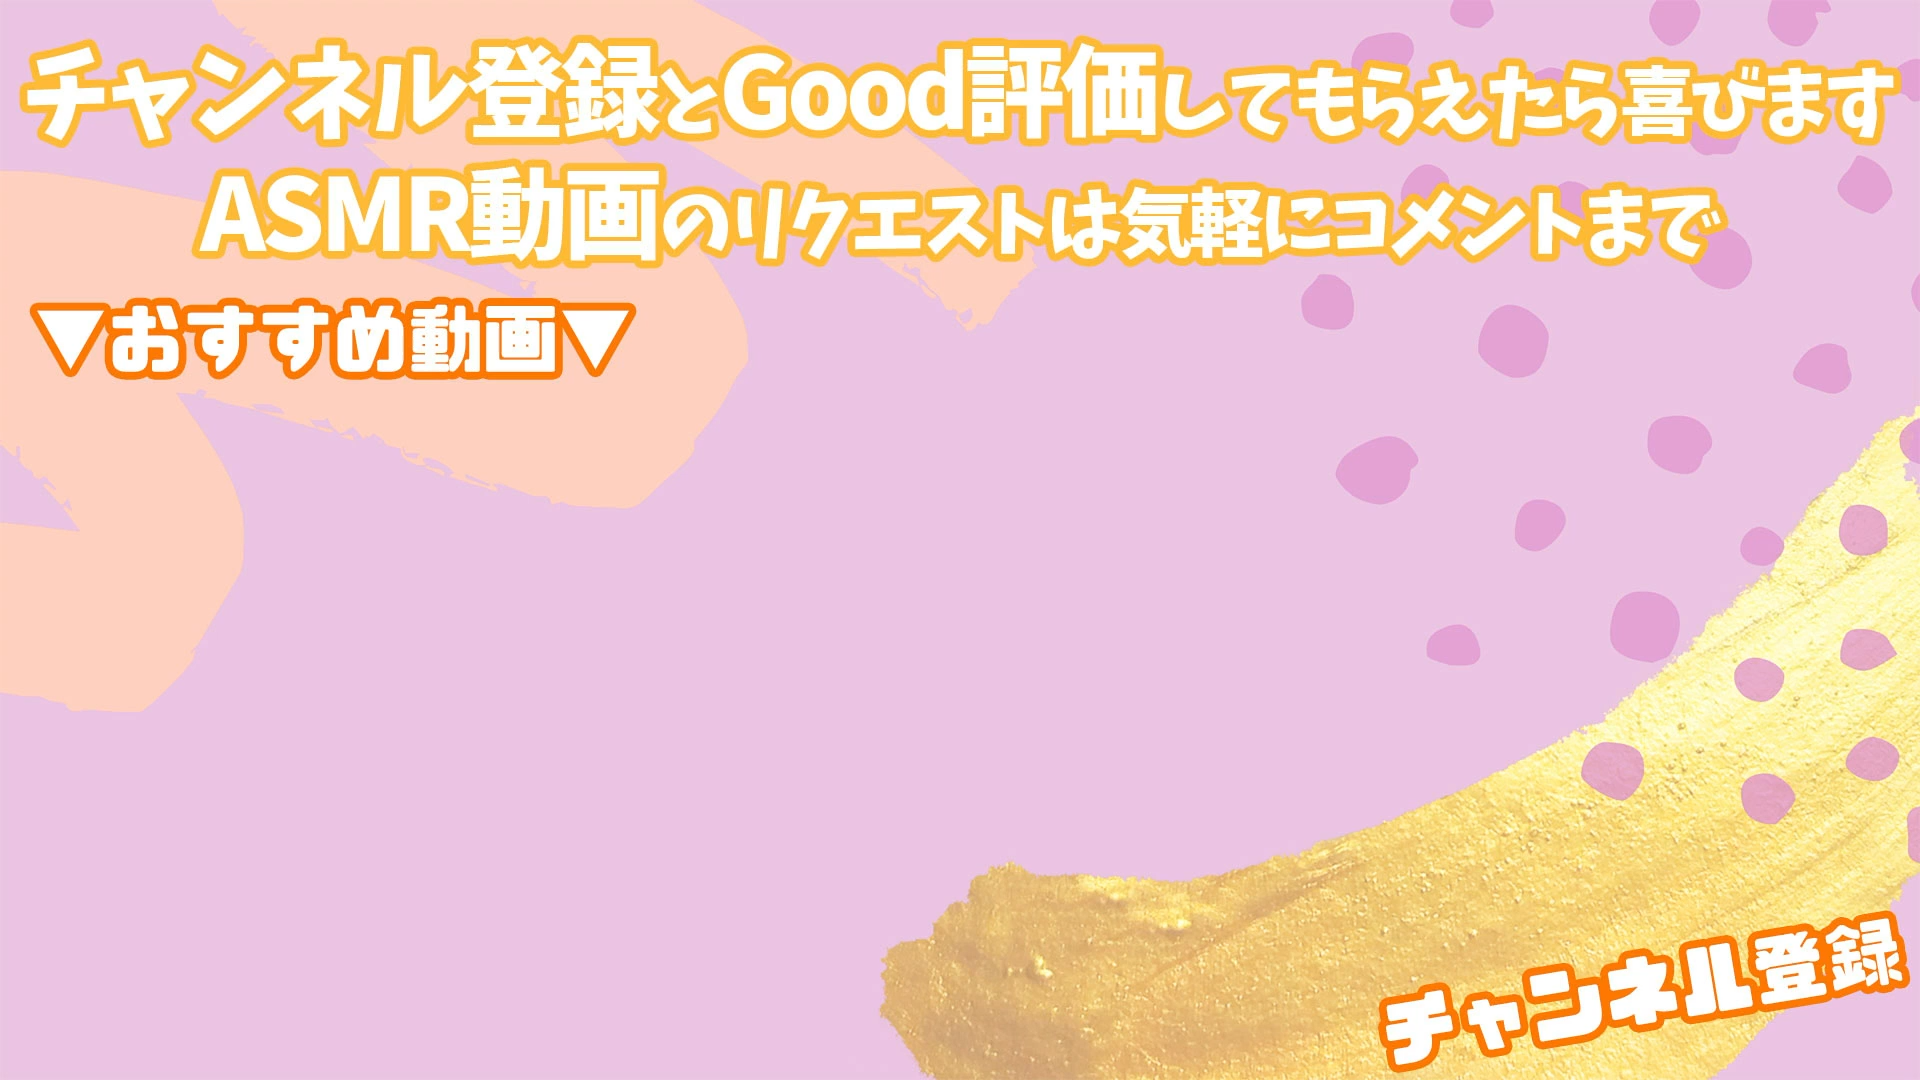 チャンネル登録とGood評価してもらえたら喜びます
ASMR動画のリクエストは気軽にコメントまで
▼おすすめ動画▼
チャンネル登録